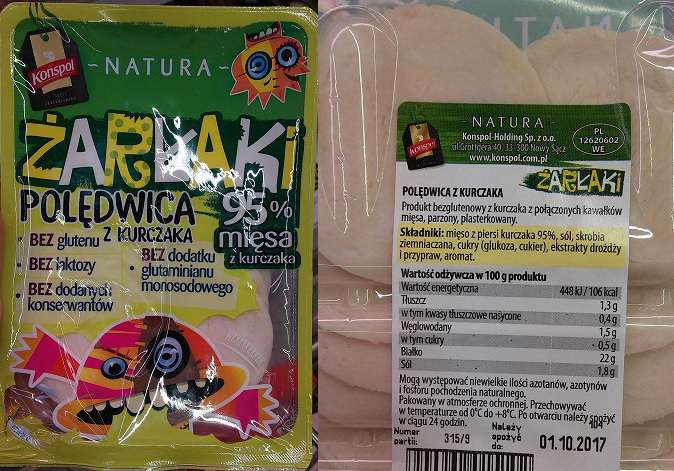 Konspol
- NATURA -
ŻARŁAKi
POLĘDWICA
Z KURCZAKA
95%
mięsa
z kurczaka
• BEZ glutenu
• BEZ laktozy
• BEZ dodanych
konserwantów
• BEZ dodatku
glutaminianu
monosodowego
- NATURA -
Konspol
Konspol-Holding Sp. z o.o.
ul.Grottgera 40, 33-300 Nowy Sącz
www.konspol.com.pl
PL
12620602
WE
ŻARŁAKi
POLĘDWICA Z KURCZAKA
Produkt bezglutenowy z kurczaka z połączonych kawałków
mięsa, parzony, plasterkowany.
Składniki: mięso z piersi kurczaka 95%, sól, skrobia
ziemniaczana, cukry (glukoza, cukier), ekstrakty drożdży
i przypraw, aromat.
Wartość odżywcza w 100 g produktu
Wartość energetyczna 448 kJ / 106 kcal
Tłuszcz 1,3 g
w tym kwasy tłuszczowe nasycone 0,4 g
Węglowodany 1,5 g
w tym cukry 0,5 g
Białko 22 g
Sól 1,8 g
Mogą występować niewielkie ilości azotanów, azotynów
i fosforu pochodzenia naturalnego.
Pakowany w atmosferze ochronnej. Przechowywać
w temperaturze od 0°C do +8°C. Po otwarciu należy spożyć
w ciągu 24 godzin.
Numer
partii: 315/9
Należy
spożyć
do: 01.10.2017